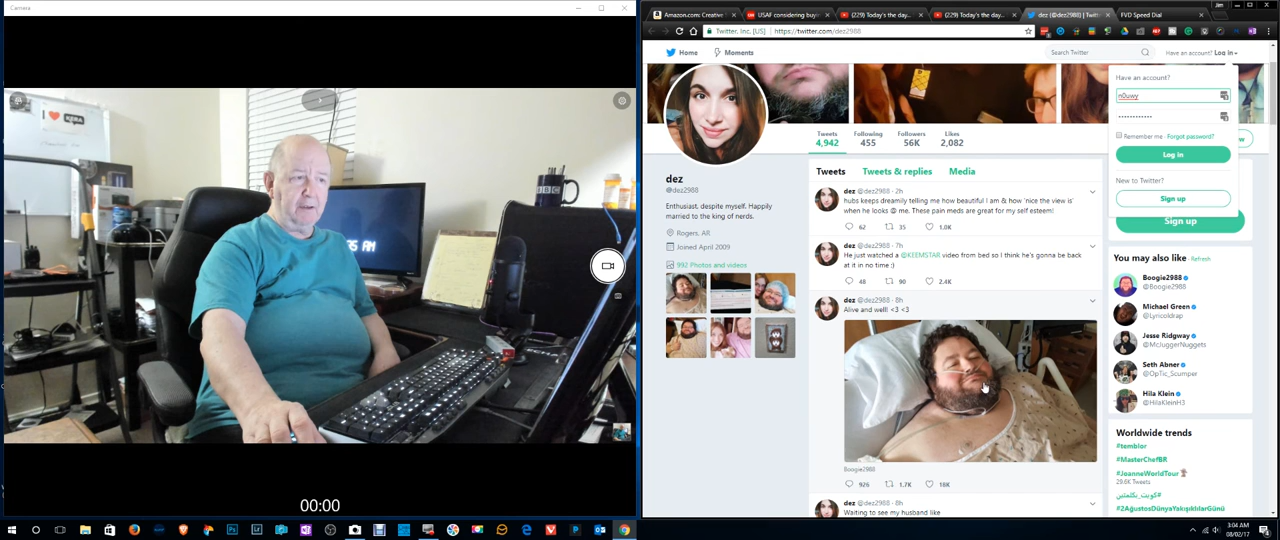 Camera
I ❤ KERA
BBC
00:00
Jim
Amazon.com: Creative
USAF considering buyi
(229) Today's the day...
(229) Today's the day...
dez (@dez2988) | Twitt
FVD Speed Dial
Twitter, Inc. [US] | https://twitter.com/dez2988
Home
Moments
Search Twitter
Have an account? Log in
Have an account?
n0uwy
Remember me · Forgot password?
Log in
New to Twitter?
Sign up
Sign up
Tweets
4,942
Following
455
Followers
56K
Likes
2,082
dez
@dez2988
Enthusiast, despite myself. Happily
married to the king of nerds.
Rogers, AR
Joined April 2009
992 Photos and videos
Tweets
Tweets & replies
Media
dez @dez2988 · 2h
hubs keeps dreamily telling me how beautiful I am & how 'nice the view is'
when he looks @ me. These pain meds are great for my self esteem!
62 35 1.0K
dez @dez2988 · 7h
He just watched a @KEEMSTAR video from bed so I think he's gonna be back
at it in no time :)
48 90 2.4K
dez @dez2988 · 8h
Alive and well! <3 <3
Boogie2988
926 1.7K 18K
dez @dez2988 · 8h
Waiting to see my husband like
You may also like · Refresh
Boogie2988
@Boogie2988
Michael Green
@Lyricoldrap
Jesse Ridgway
@McJuggerNuggets
Seth Abner
@OpTic_Scumper
Hila Klein
@HilaKleinH3
Worldwide trends
#temblor
#MasterChefBR
#JoanneWorldTour
29.6K Tweets
#كويت_بكلمتين
#2AğustosDünyaYakışıklılarGünü
3:04 AM
08/02/17